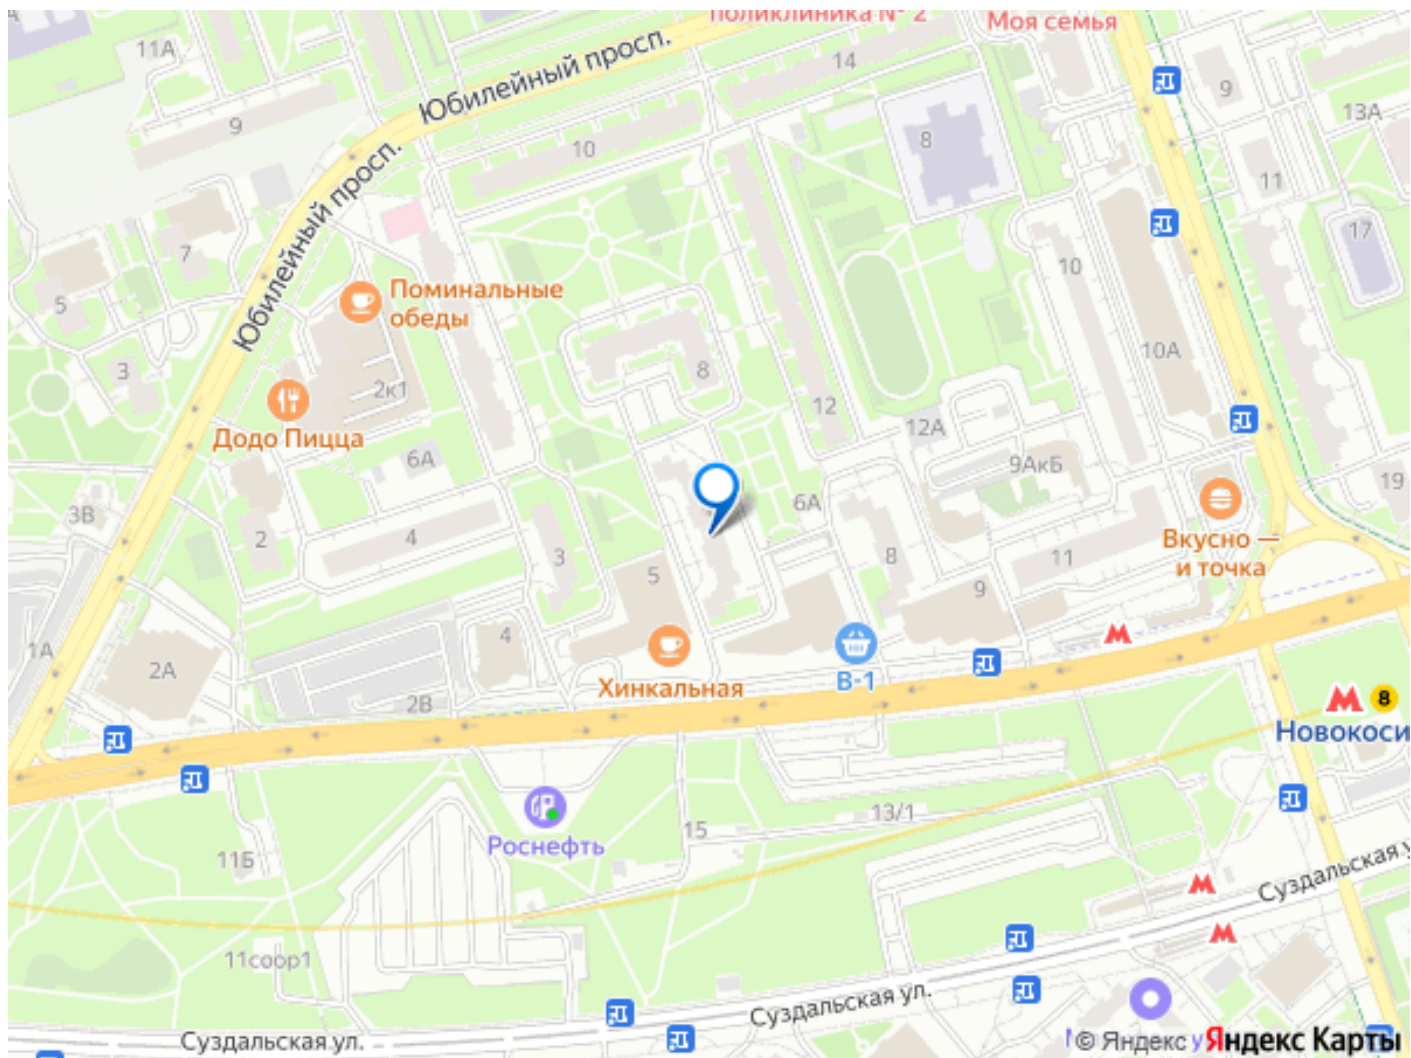 поликлиника № 2
Моя семья
11А
Юбилейный просп.
14
9
13А
9
10
8
11
Юбилейный просп.
7
17
10
5
Поминальные
обеды
10А
3
8
2к1
12
12А
Додо Пицца
6А
9АкБ
19
3В
6А
2
4
3
8
11
Вкусно —
и точка
5
9
4
1А
2А
Хинкальная
В-1
2В
8
Новокоси
13/1
15
Роснефть
11Б
Суздальская у
11соор1
Суздальская ул.
Суздальская ул.
© Яндекс у Яндекс Карты